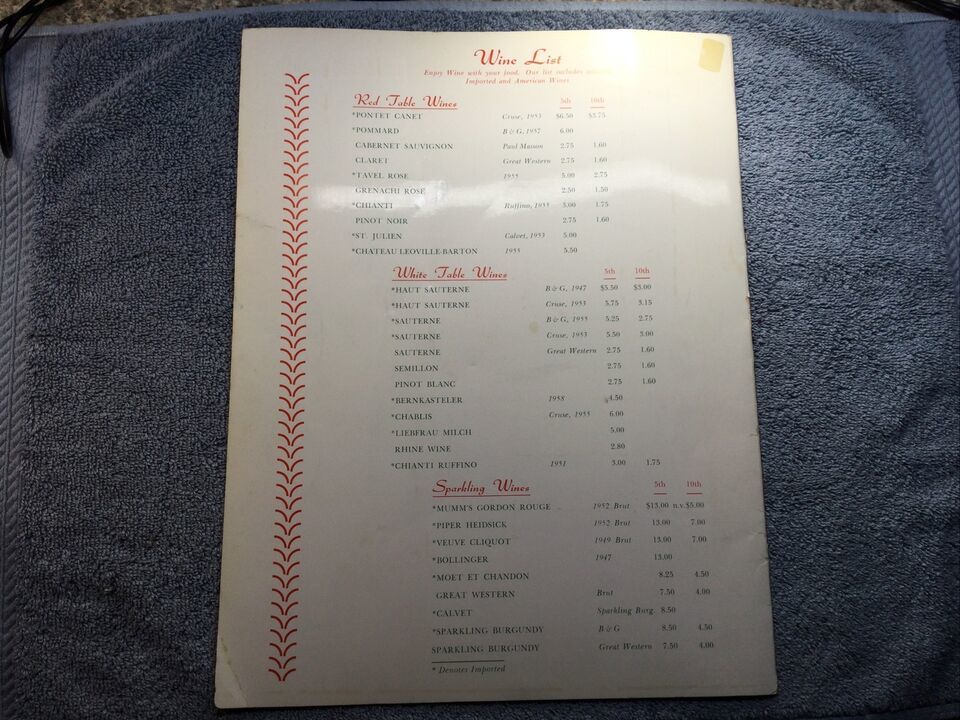 Wine List
Enjoy Wine with your food. Our list includes
Imported and American Wines
Red Table Wines 5th 10th
*PONTET CANET Cruse, 1953 $6.50 $3.75
*POMMARD B & G, 1957 6.00
CABERNET SAUVIGNON Paul Masson 2.75 1.60
CLARET Great Western 2.75 1.60
*TAVEL ROSE 1955 5.00 2.75
GRENACHI ROSE 2.50 1.50
*CHIANTI Ruffino, 1955 3.00 1.75
PINOT NOIR 2.75 1.60
*ST. JULIEN Calvet, 1953 5.00
*CHATEAU LEOVILLE-BARTON 1955 5.50
White Table Wines 5th 10th
*HAUT SAUTERNE B & G, 1947 $5.50 $3.00
*HAUT SAUTERNE Cruse, 1953 5.75 3.15
*SAUTERNE B & G, 1955 5.25 2.75
*SAUTERNE Cruse, 1953 5.50 3.00
SAUTERNE Great Western 2.75 1.60
SEMILLON 2.75 1.60
PINOT BLANC 2.75 1.60
*BERNKASTELER 1958 4.50
*CHABLIS Cruse, 1955 6.00
*LIEBFRAU MILCH 5.00
RHINE WINE 2.80
*CHIANTI RUFFINO 1951 3.00 1.75
Sparkling Wines 5th 10th
*MUMM'S GORDON ROUGE 1952 Brut $13.00 n.v.$5.00
*PIPER HEIDSICK 1952 Brut 13.00 7.00
*VEUVE CLIQUOT 1949 Brut 13.00 7.00
*BOLLINGER 1947 13.00
*MOET ET CHANDON 8.25 4.50
GREAT WESTERN Brut 7.50 4.00
*CALVET Sparkling Burg. 8.50
*SPARKLING BURGUNDY B & G 8.50 4.50
SPARKLING BURGUNDY Great Western 7.50 4.00
* Denotes Imported